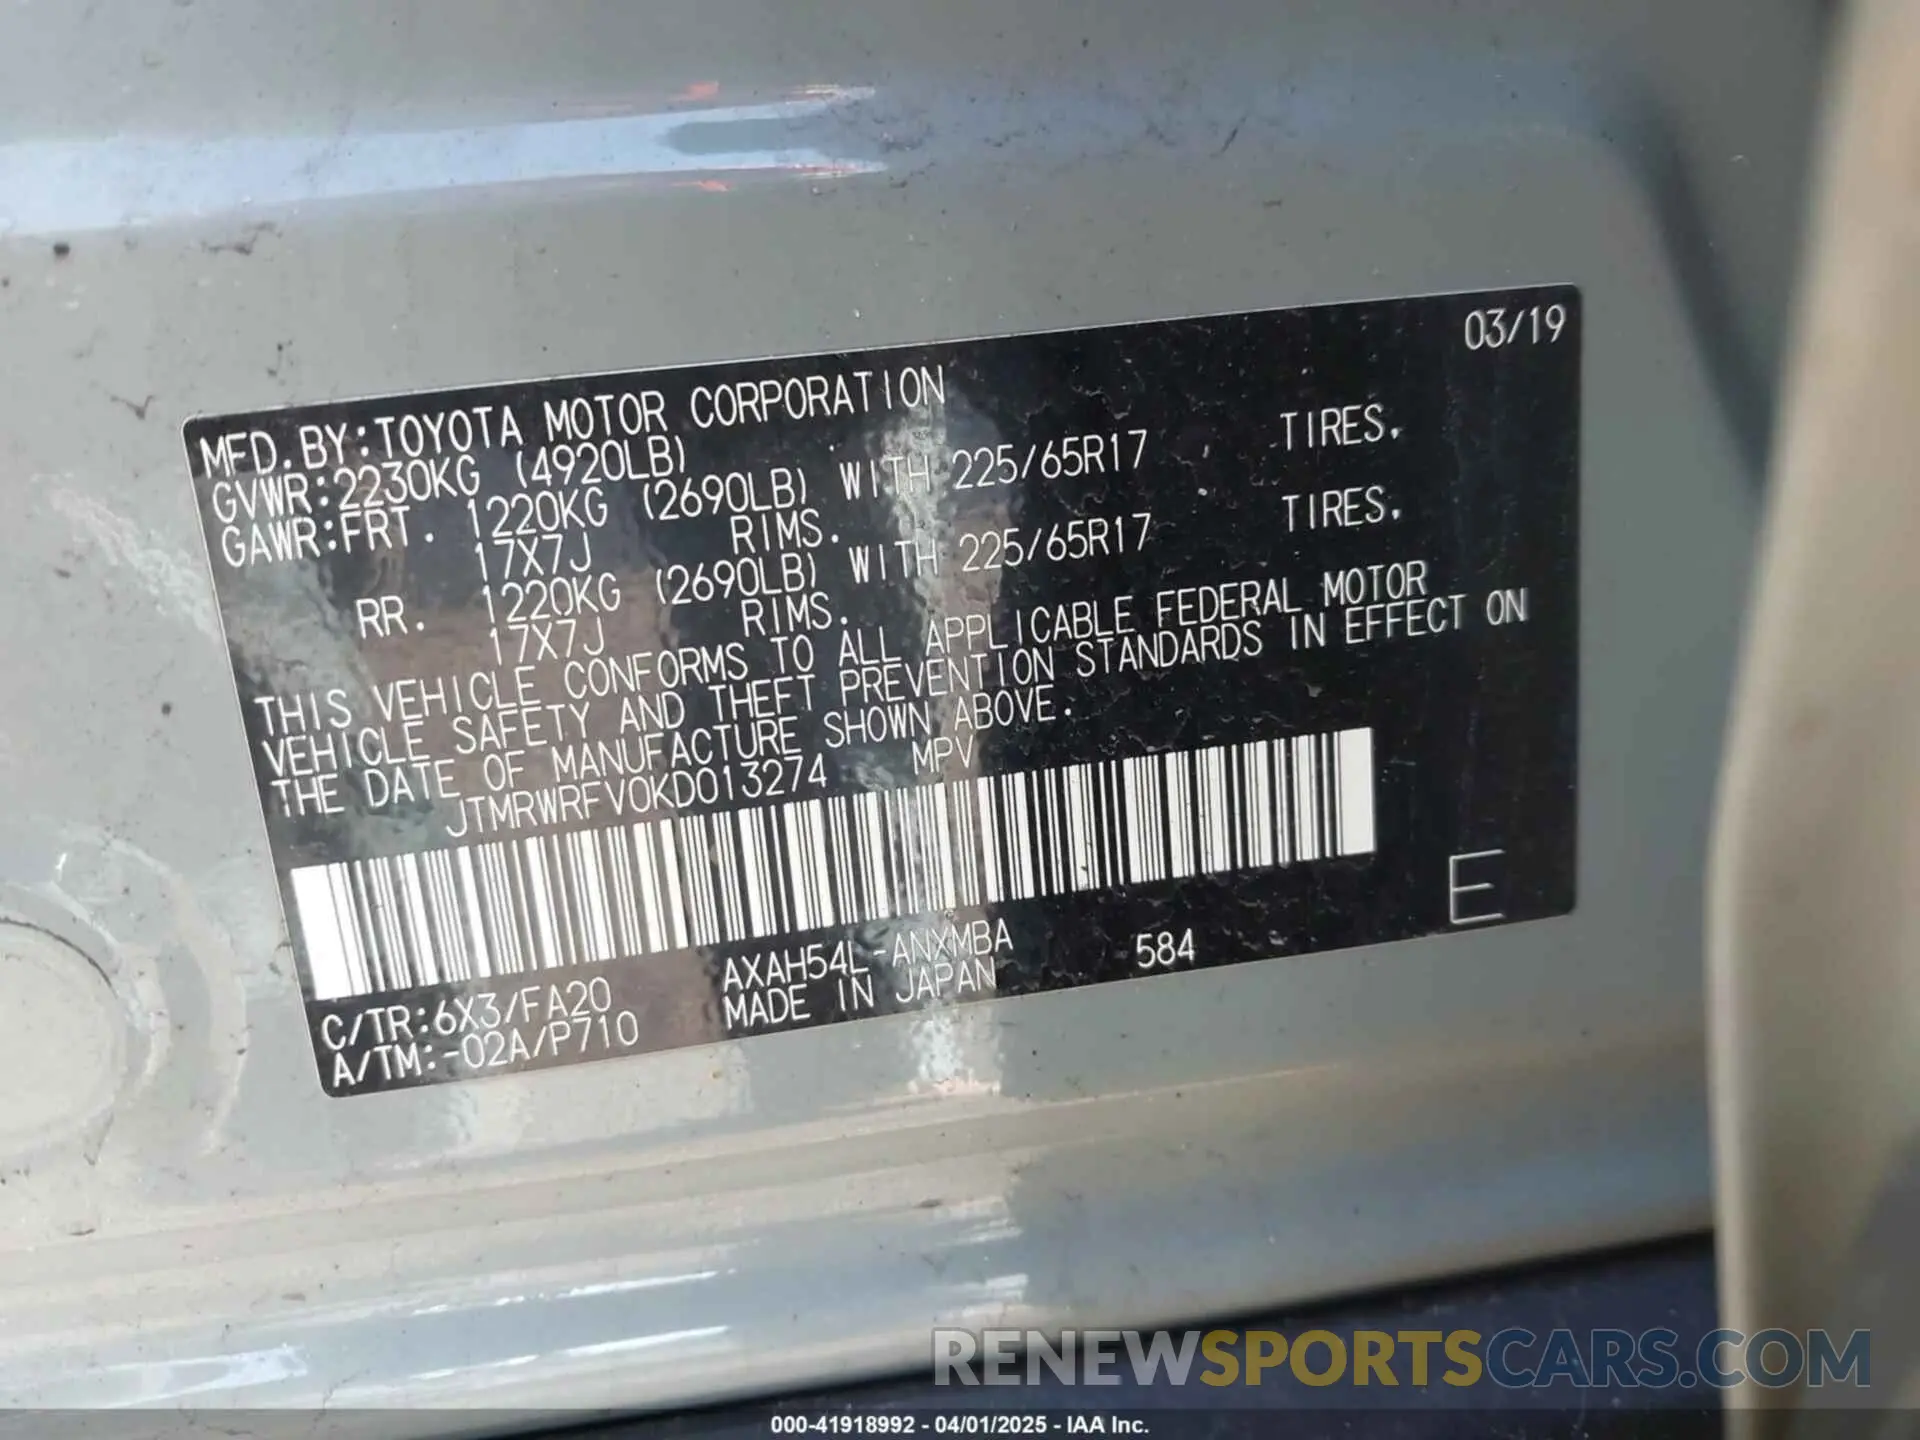 03/19
MFD. BY:TOYOTA MOTOR CORPORATION
GVWR:2230KG (4920LB)
GAWR:FRT. 1220KG (2690LB) WITH 225/65R17 TIRES.
17X7J RIMS.
RR. 1220KG (2690LB) WITH 225/65R17 TIRES.
17X7J RIMS.
THIS VEHICLE CONFORMS TO ALL APPLICABLE FEDERAL MOTOR
VEHICLE SAFETY AND THEFT PREVENTION STANDARDS IN EFFECT ON
THE DATE OF MANUFACTURE SHOWN ABOVE.
JTMRWRFV0KD013274 MPV
C/TR:6X3/FA20 AXAH54L-ANXMBA 584 E
A/TM:-02A/P710 MADE IN JAPAN
RENEWSPORTSCARS.COM
000-41918992 - 04/01/2025 - IAA Inc.